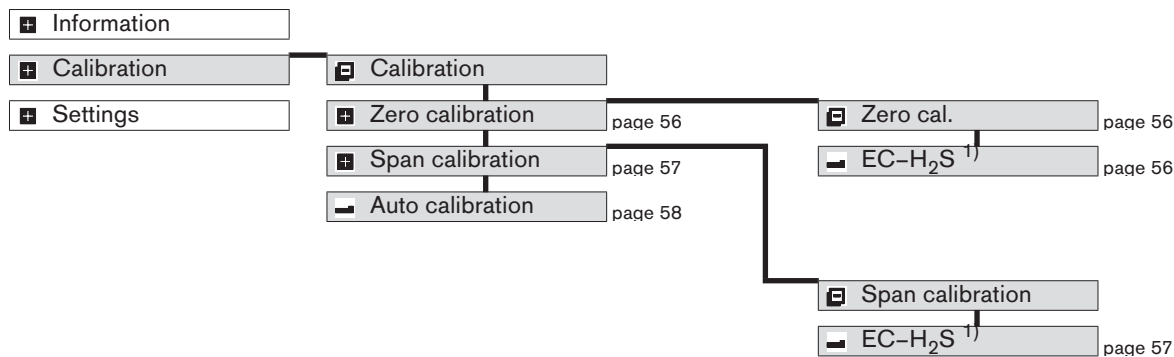 Information
Calibration
Calibration
Settings
Zero calibration
page 56
Zero cal.
page 56
Span calibration
page 57
EC–H₂S 1)
page 56
Auto calibration
page 58
Span calibration
EC–H₂S 1)
page 57